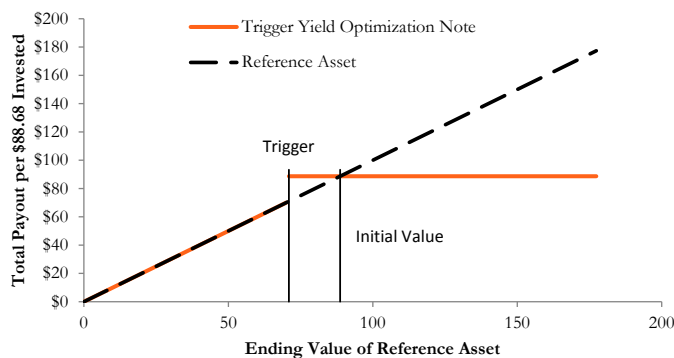 $200
$180
$160
$140
$120
$100
$80
$60
$40
$20
$0
Total Payout per $88.68 Invested
Trigger Yield Optimization Note
Reference Asset
Trigger
Initial Value
0
50
100
150
200
Ending Value of Reference Asset